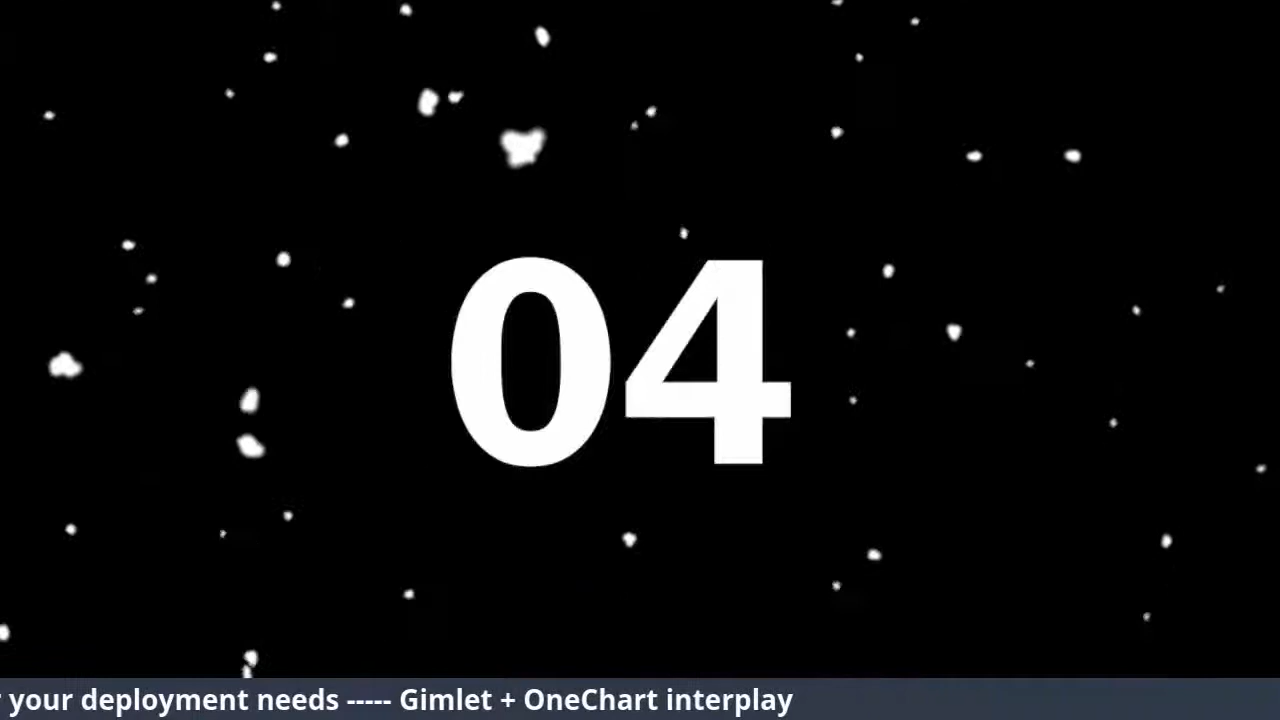 04
your deployment needs ----- Gimlet + OneChart interplay